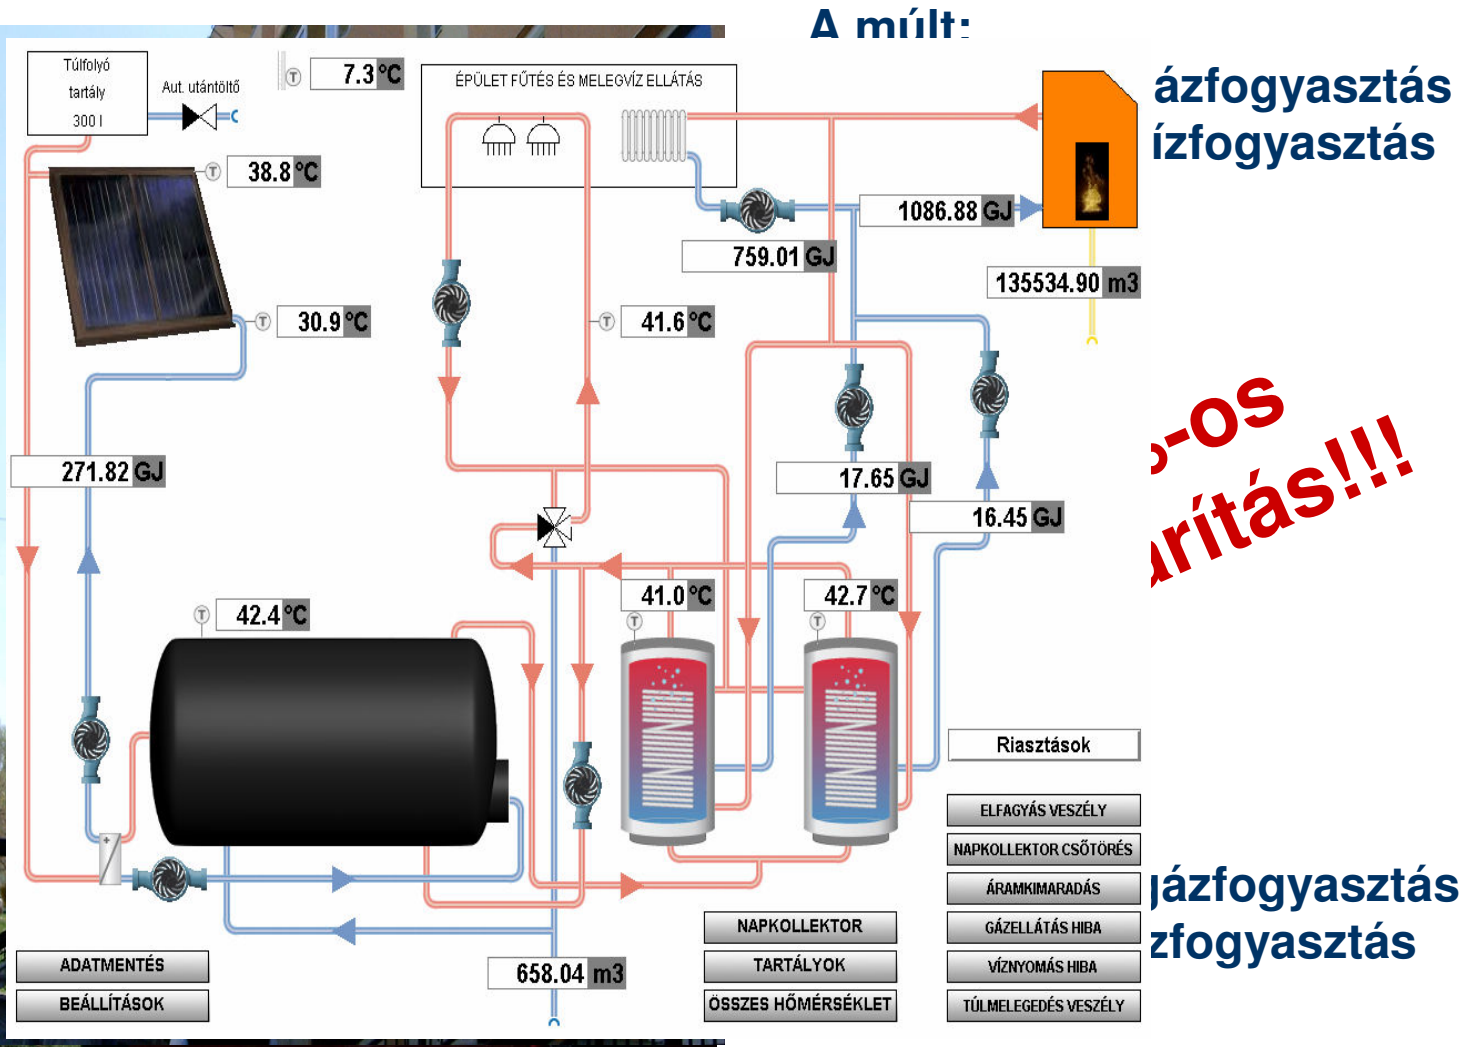 A múlt:
Túlfolyó
tartály
300 l
Aut. utántöltő
T
7.3 °C
ÉPÜLET FŰTÉS ÉS MELEGVÍZ ELLÁTÁS
ázfogyasztás
ízfogyasztás
T
38.8 °C
1086.88 GJ
759.01 GJ
135534.90 m3
T
30.9 °C
T
41.6 °C
-os
arítás!!!
271.82 GJ
17.65 GJ
16.45 GJ
T
42.4 °C
41.0 °C
T
42.7 °C
T
Riasztások
ELFAGYÁS VESZÉLY
NAPKOLLEKTOR CSŐTÖRÉS
ÁRAMKIMARADÁS
gázfogyasztás
GÁZELLÁTÁS HIBA
zfogyasztás
VÍZNYOMÁS HIBA
TÚLMELEGEDÉS VESZÉLY
NAPKOLLEKTOR
TARTÁLYOK
ÖSSZES HŐMÉRSÉKLET
658.04 m3
ADATMENTÉS
BEÁLLÍTÁSOK